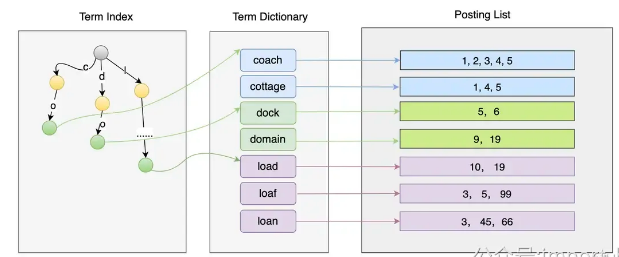 Term Index
Term Dictionary
Posting List
c
d
l
o
o
......
coach
1, 2, 3, 4, 5
cottage
1, 4, 5
dock
5, 6
domain
9, 19
load
10, 19
loaf
3, 5, 99
loan
3, 45, 66